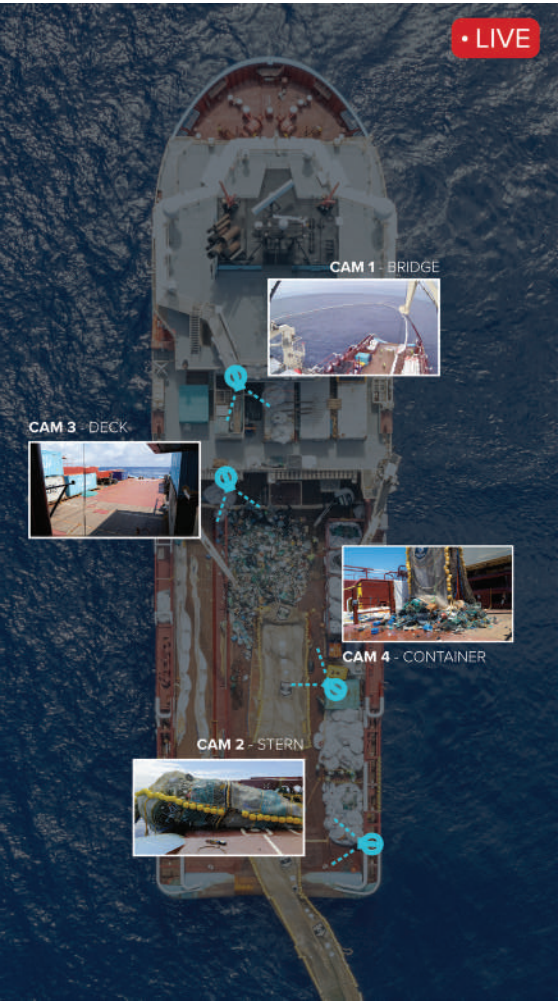 • LIVE
CAM 1 - BRIDGE
CAM 3 - DECK
CAM 4 - CONTAINER
CAM 2 - STERN